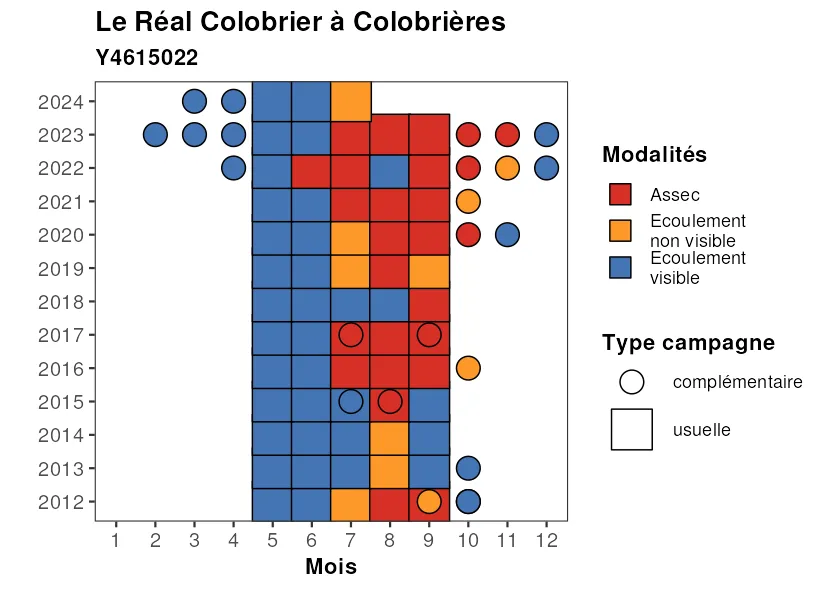 Le Réal Colobrier à Colobrières
Y4615022
2024
2023
2022
2021
2020
2019
2018
2017
2016
2015
2014
2013
2012
1 2 3 4 5 6 7 8 9 10 11 12
Mois
Modalités
Assec
Ecoulement
non visible
Ecoulement
visible
Type campagne
complémentaire
usuelle